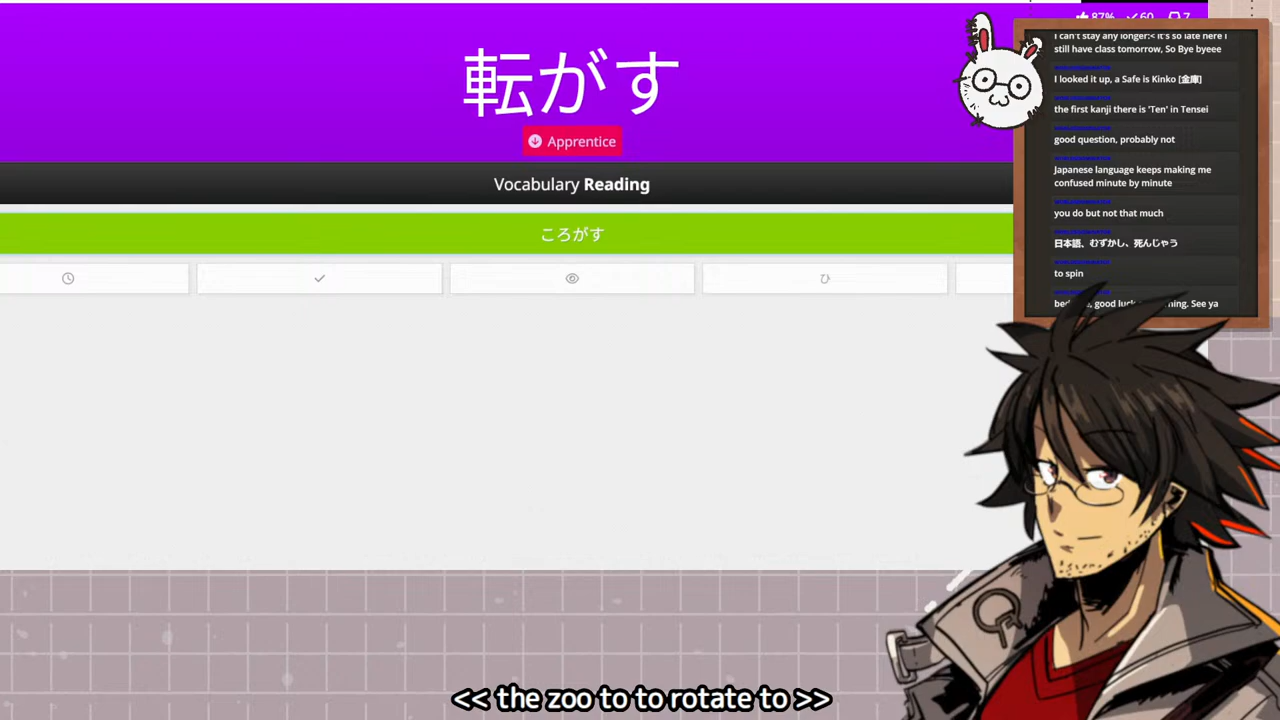 87% 60 7
転がす
Apprentice
Vocabulary Reading
ころがす
ひ
I can't stay any longer:< it's so late here I
still have class tomorrow, So Bye byeee
I looked it up, a Safe is Kinko [金庫]
the first kanji there is 'Ten' in Tensei
good question, probably not
Japanese language keeps making me
confused minute by minute
you do but not that much
日本語、むずかし、死んじゃう
to spin
good luck See ya
<< the zoo to to rotate to >>